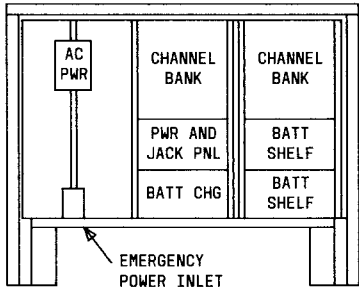 AC
PWR
CHANNEL
BANK
CHANNEL
BANK
PWR AND
JACK PNL
BATT
SHELF
BATT CHG
BATT
SHELF
EMERGENCY
POWER INLET